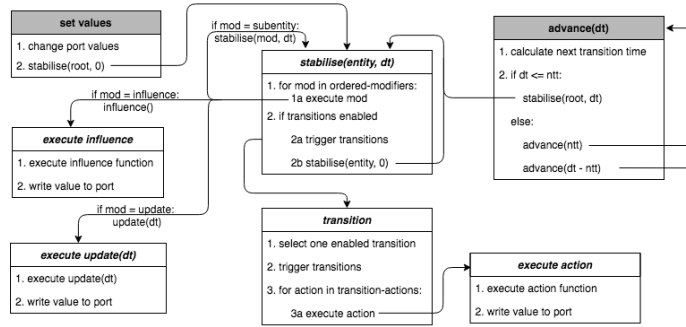 set values
1. change port values
2. stabilise(root, 0)
if mod = subentity:
stabilise(mod, dt)
stabilise(entity, dt)
1. for mod in ordered-modifiers:
1a execute mod
2. if transitions enabled
2a trigger transitions
2b stabilise(entity, 0)
advance(dt)
1. calculate next transition time
2. if dt <= ntt:
stabilise(root, dt)
else:
advance(ntt)
advance(dt - ntt)
if mod = influence:
influence()
execute influence
1. execute influence function
2. write value to port
if mod = update:
update(dt)
execute update(dt)
1. execute update(dt)
2. write value to port
transition
1. select one enabled transition
2. trigger transitions
3. for action in transition-actions:
3a execute action
execute action
1. execute action function
2. write value to port